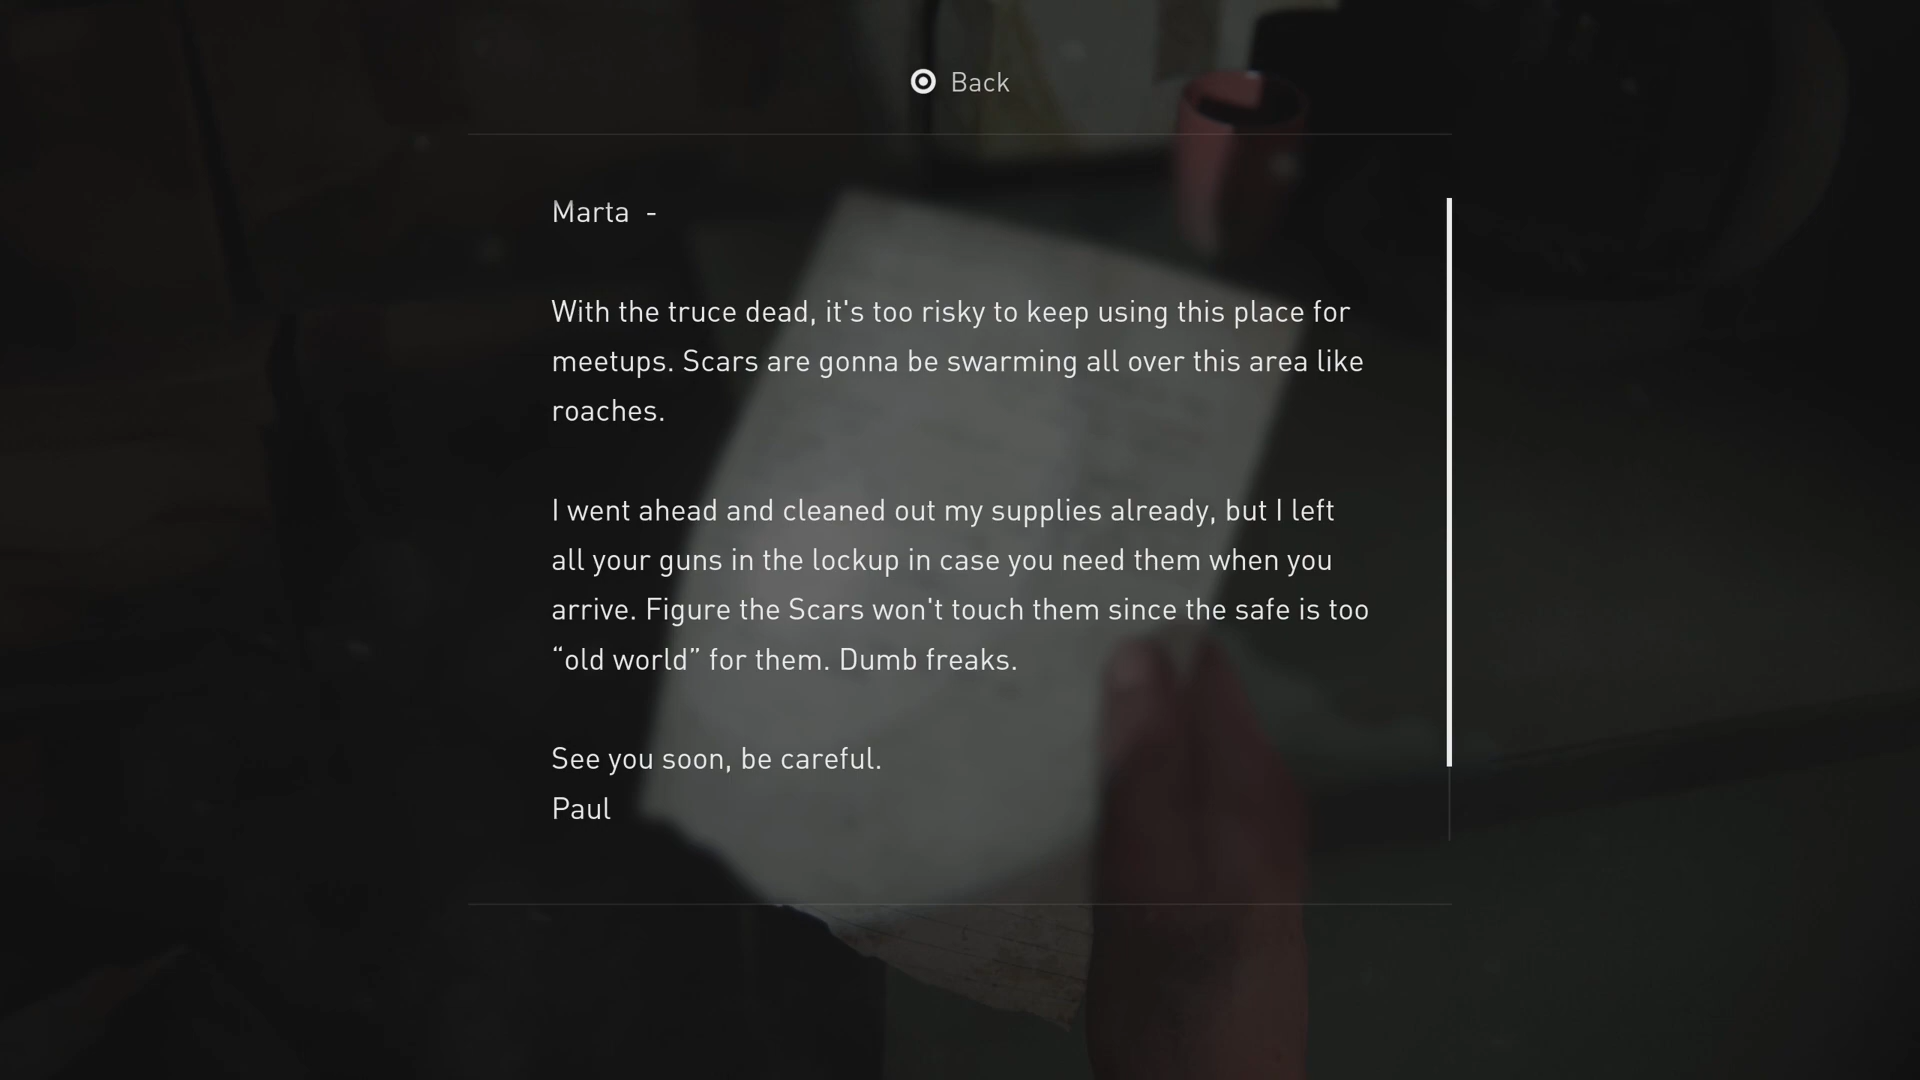 Back
Marta -
With the truce dead, it's too risky to keep using this place for
meetups. Scars are gonna be swarming all over this area like
roaches.
I went ahead and cleaned out my supplies already, but I left
all your guns in the lockup in case you need them when you
arrive. Figure the Scars won't touch them since the safe is too
“old world” for them. Dumb freaks.
See you soon, be careful.
Paul